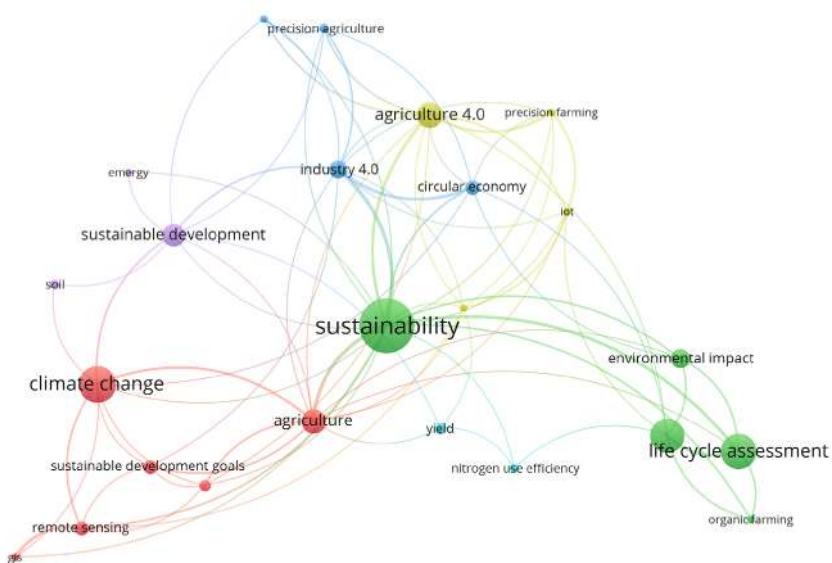 precision agriculture
agriculture 4.0
precision farming
industry 4.0
emergy
circular economy
iot
sustainable development
soil
sustainability
environmental impact
climate change
agriculture
yield
life cycle assessment
sustainable development goals
nitrogen use efficiency
organic farming
remote sensing
gis